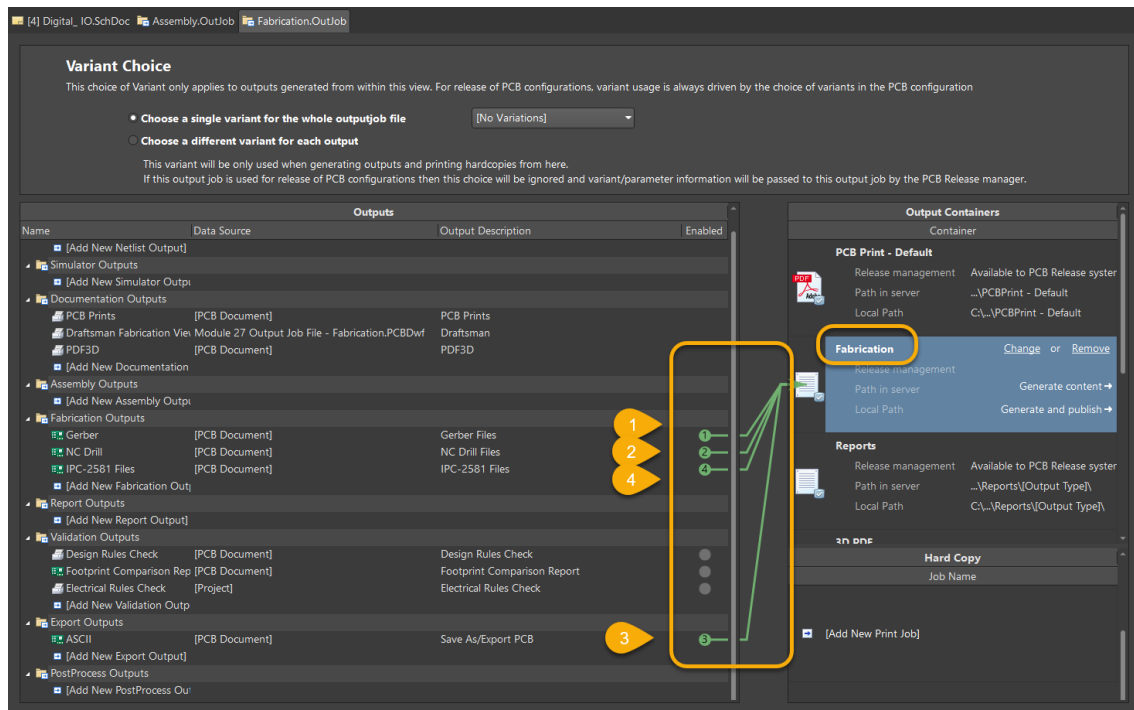 [4] Digital_ IO.SchDoc Assembly.OutJob Fabrication.OutJob
Variant Choice
This choice of Variant only applies to outputs generated from within this view. For release of PCB configurations, variant usage is always driven by the choice of variants in the PCB configuration
Choose a single variant for the whole outputjob file [No Variations]
Choose a different variant for each output
This variant will be only used when generating outputs and printing hardcopies from here.
If this output job is used for release of PCB configurations then this choice will be ignored and variant/parameter information will be passed to this output job by the PCB Release manager.
Outputs
Name Data Source Output Description Enabled
[Add New Netlist Output]
Simulator Outputs
[Add New Simulator Outpu
Documentation Outputs
PCB Prints [PCB Document] PCB Prints
Draftsman Fabrication Viev Module 27 Output Job File - Fabrication.PCBDwf Draftsman
PDF3D [PCB Document] PDF3D
[Add New Documentation
Assembly Outputs
[Add New Assembly Outpu
Fabrication Outputs
Gerber [PCB Document] Gerber Files 1 1
NC Drill [PCB Document] NC Drill Files 2 2
IPC-2581 Files [PCB Document] IPC-2581 Files 4 4
[Add New Fabrication Outp
Report Outputs
[Add New Report Output]
Validation Outputs
Design Rules Check [PCB Document] Design Rules Check
Footprint Comparison Rep [PCB Document] Footprint Comparison Report
Electrical Rules Check [Project] Electrical Rules Check
[Add New Validation Outp
Export Outputs
ASCII [PCB Document] Save As/Export PCB 3 3
[Add New Export Output]
PostProcess Outputs
[Add New PostProcess Out
Output Containers
Container
PCB Print - Default
PDF
Adobe
Release management Available to PCB Release syster
Path in server ...\PCBPrint - Default
Local Path C:\...\PCBPrint - Default
Fabrication Change or Remove
Release management
Path in server Generate content
Local Path Generate and publish
Reports
Release management Available to PCB Release syster
Path in server ...\Reports\[Output Type]\
Local Path C:\...\Reports\[Output Type]\
3D PDF
Hard Copy
Job Name
[Add New Print Job]